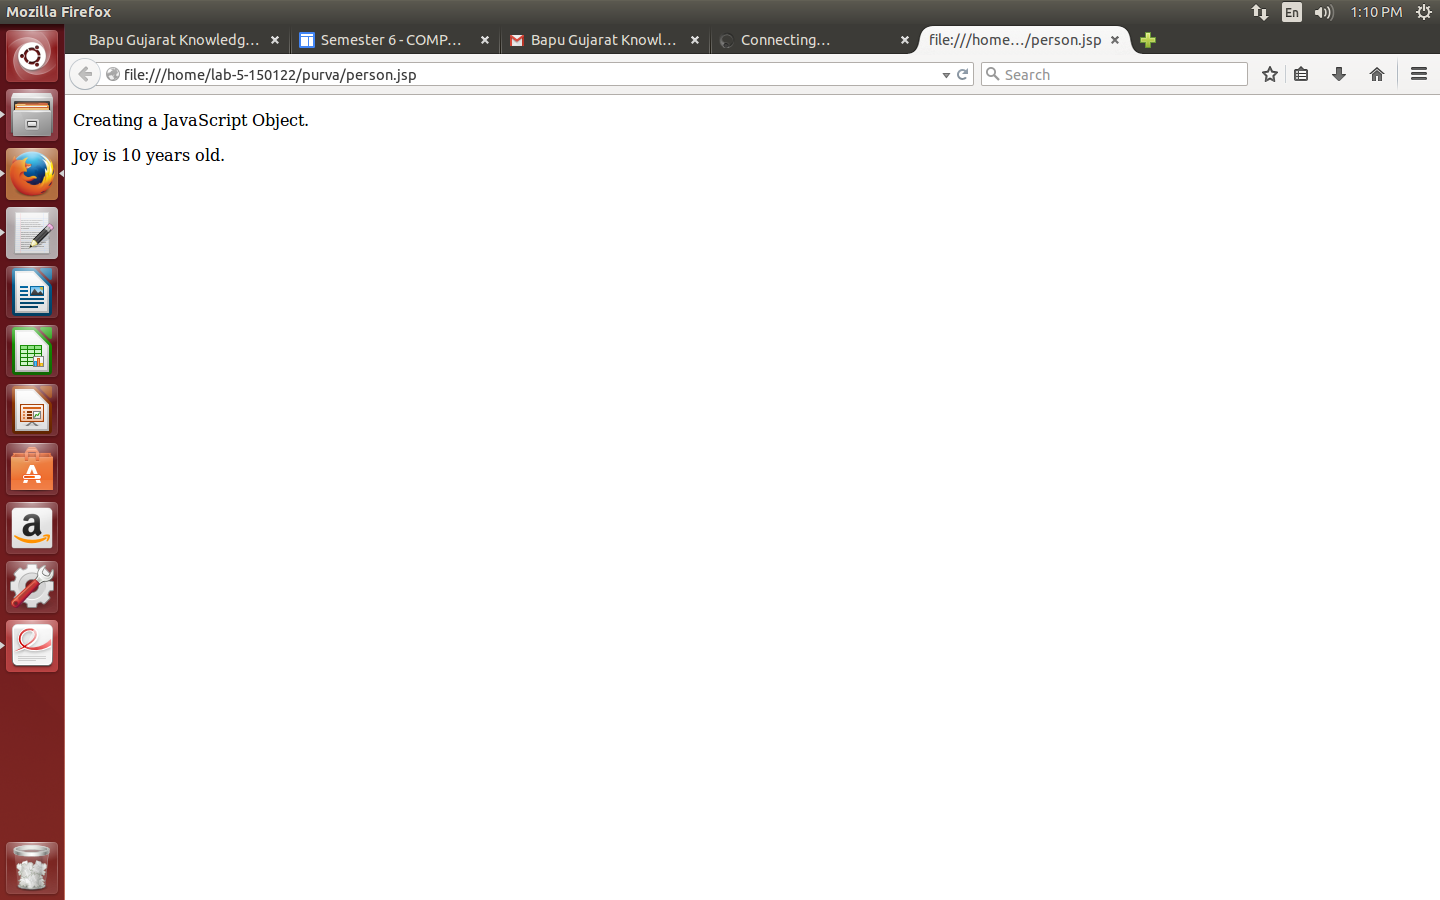 Mozilla Firefox
En
1:10 PM
Bapu Gujarat Knowledg...
Semester 6 - COMP...
Bapu Gujarat Knowl...
Connecting...
file:///home.../person.jsp
file:///home/lab-5-150122/purva/person.jsp
Search
Creating a JavaScript Object.
Joy is 10 years old.